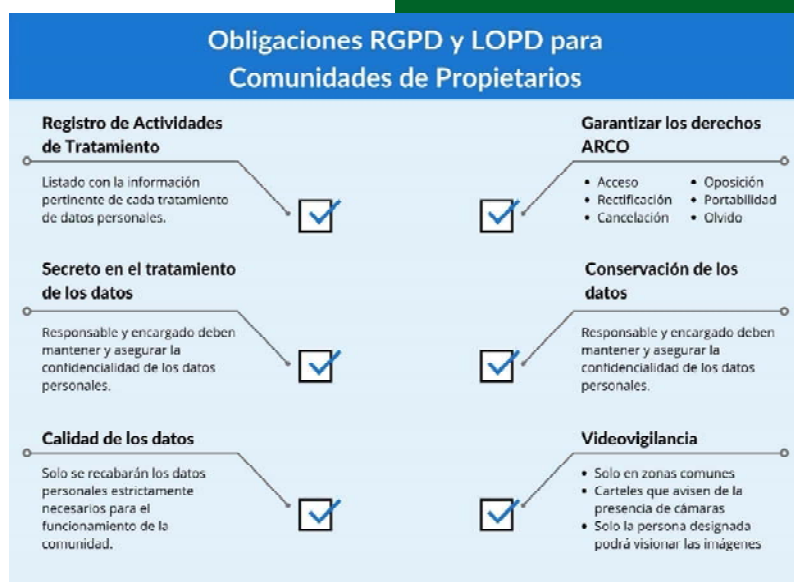 Obligaciones RGPD y LOPD para
Comunidades de Propietarios
Registro de Actividades
de Tratamiento
Listado con la información
pertinente de cada tratamiento
de datos personales.
Garantizar los derechos
ARCO
• Acceso
• Rectificación
• Cancelación
• Oposición
• Portabilidad
• Olvido
Secreto en el tratamiento
de los datos
Responsable y encargado deben
mantener y asegurar la
confidencialidad de los datos
personales.
Conservación de los
datos
Responsable y encargado deben
mantener y asegurar la
confidencialidad de los datos
personales.
Calidad de los datos
Solo se recabarán los datos
personales estrictamente
necesarios para el
funcionamiento de la
comunidad.
Videovigilancia
• Solo en zonas comunes
• Carteles que avisen de la
presencia de cámaras
• Solo la persona designada
podrá visionar las imágenes